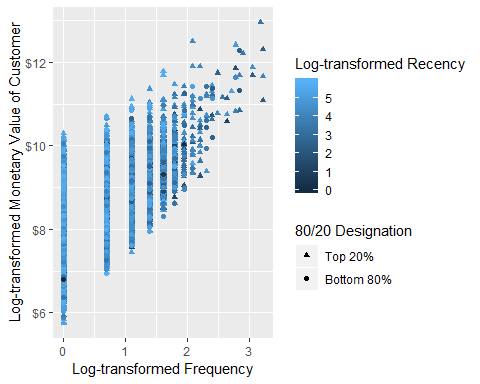 Log-transformed Monetary Value of Customer
$12
$10
$8
$6
0 1 2 3
Log-transformed Frequency
Log-transformed Recency
5
4
3
2
1
0
80/20 Designation
Top 20%
Bottom 80%